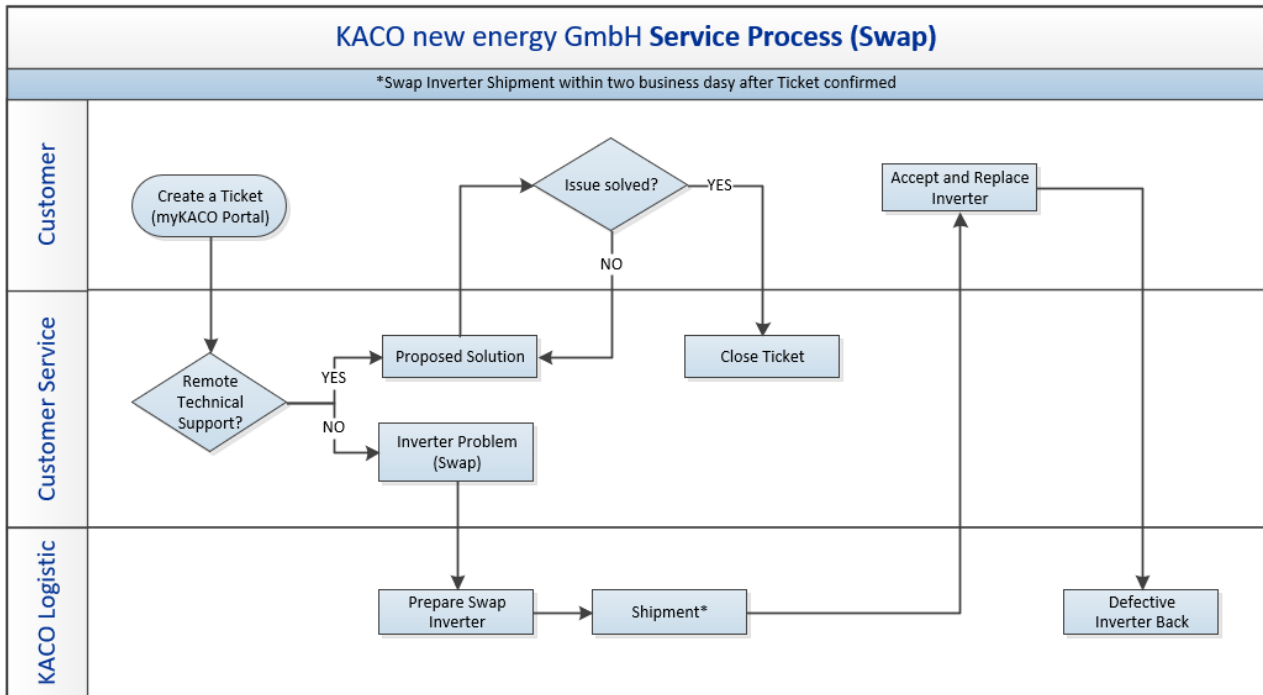 KACO new energy GmbH Service Process (Swap)
*Swap Inverter Shipment within two business dasy after Ticket confirmed
Customer
Create a Ticket
(myKACO Portal)
Issue solved?
YES
NO
Accept and Replace
Inverter
Customer Service
Remote
Technical
Support?
YES
NO
Proposed Solution
Close Ticket
Inverter Problem
(Swap)
KACO Logistic
Prepare Swap
Inverter
Shipment*
Defective
Inverter Back